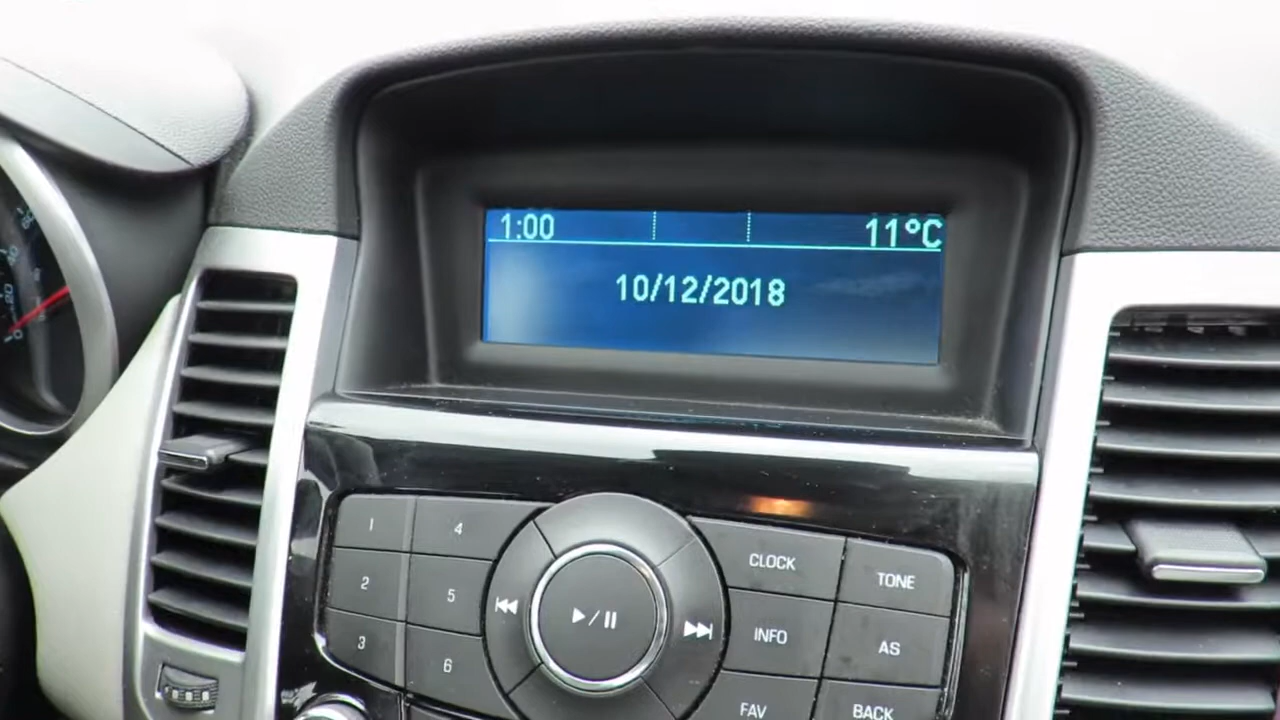 1:00 11°C
10/12/2018
1 4 CLOCK TONE
2 5 INFO AS
3 6 FAV BACK